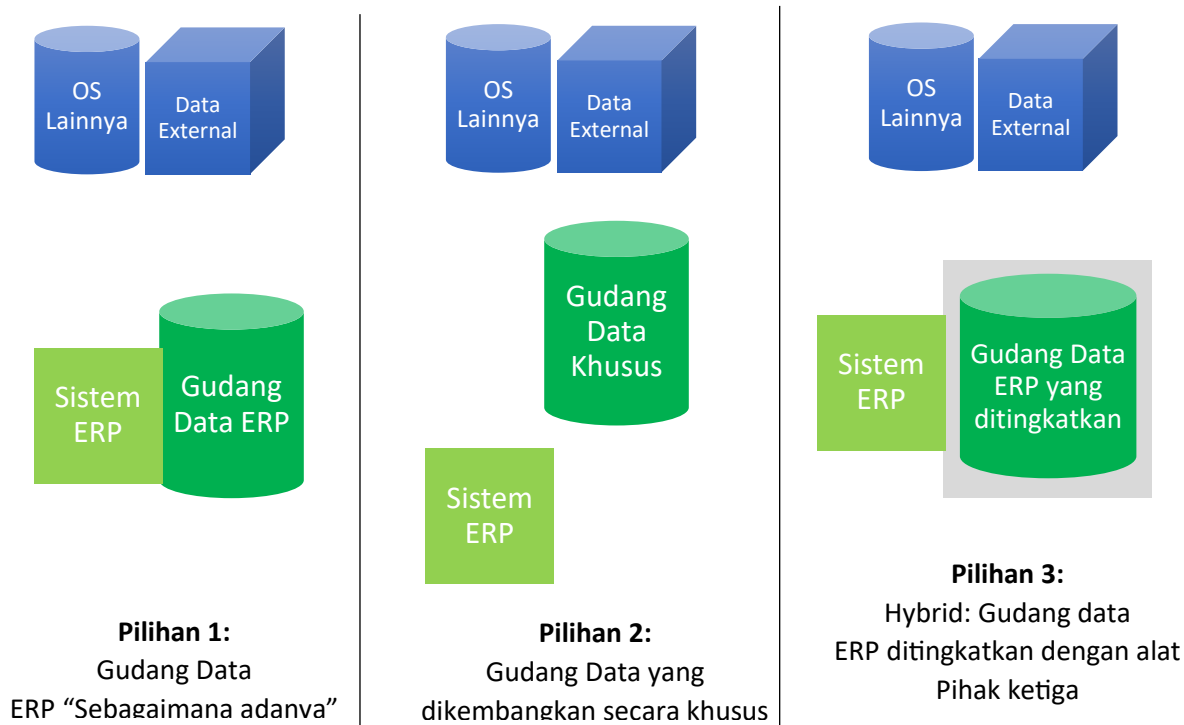 OS
Lainnya
Data
External
Sistem
ERP
Gudang
Data ERP
Pilihan 1:
Gudang Data
ERP “Sebagaimana adanya”
OS
Lainnya
Data
External
Gudang
Data
Khusus
Sistem
ERP
Pilihan 2:
Gudang Data yang
dikembangkan secara khusus
OS
Lainnya
Data
External
Sistem
ERP
Gudang Data
ERP yang
ditingkatkan
Pilihan 3:
Hybrid: Gudang data
ERP ditingkatkan dengan alat
Pihak ketiga